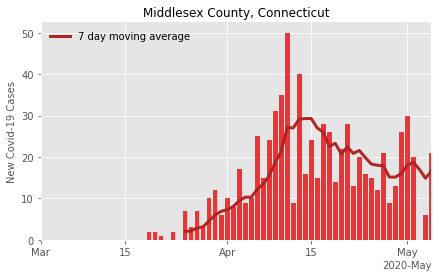 Middlesex County, Connecticut
7 day moving average
New Covid-19 Cases
50
40
30
20
10
0
Mar
15
Apr
15
May
2020-May